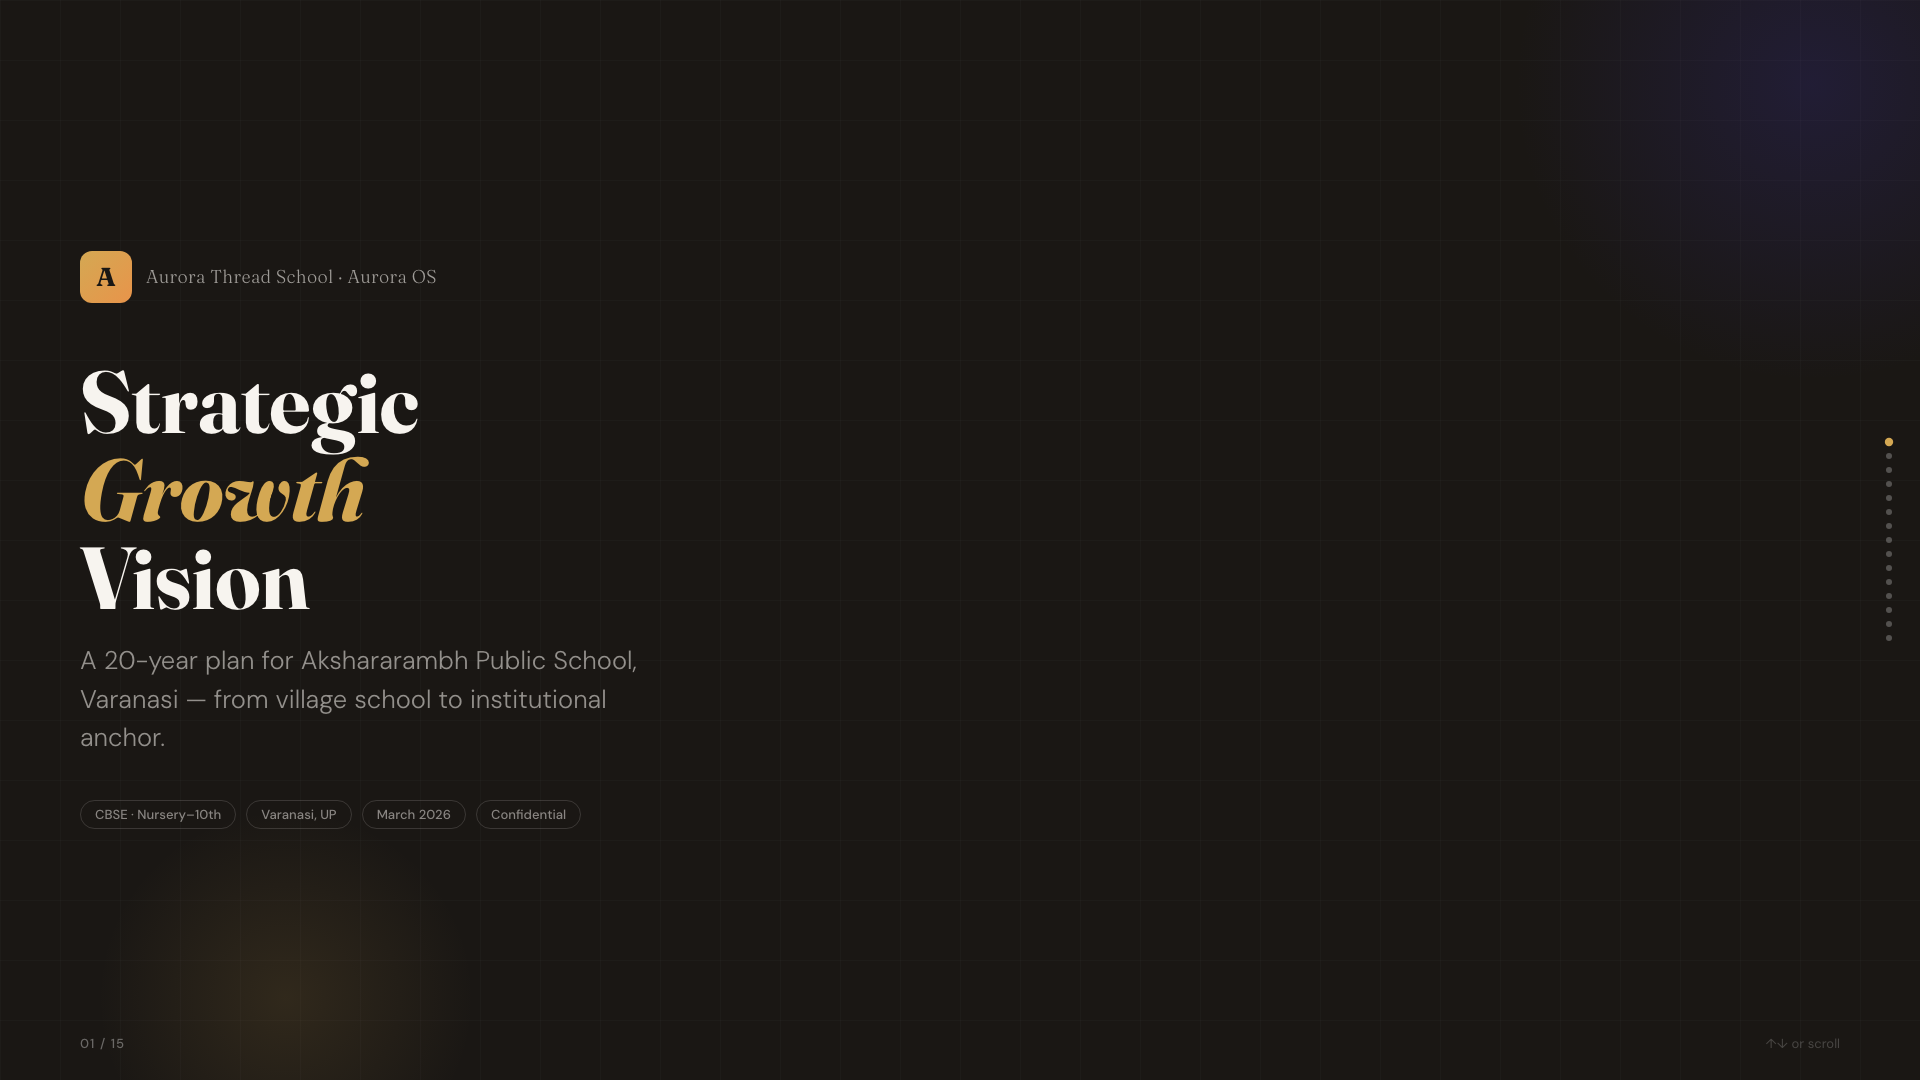 A
Aurora Thread School · Aurora OS
Strategic
Growth
Vision
A 20-year plan for Akshararambh Public School,
Varanasi — from village school to institutional
anchor.
CBSE · Nursery–10th
Varanasi, UP
March 2026
Confidential
01 / 15
↑↓ or scroll